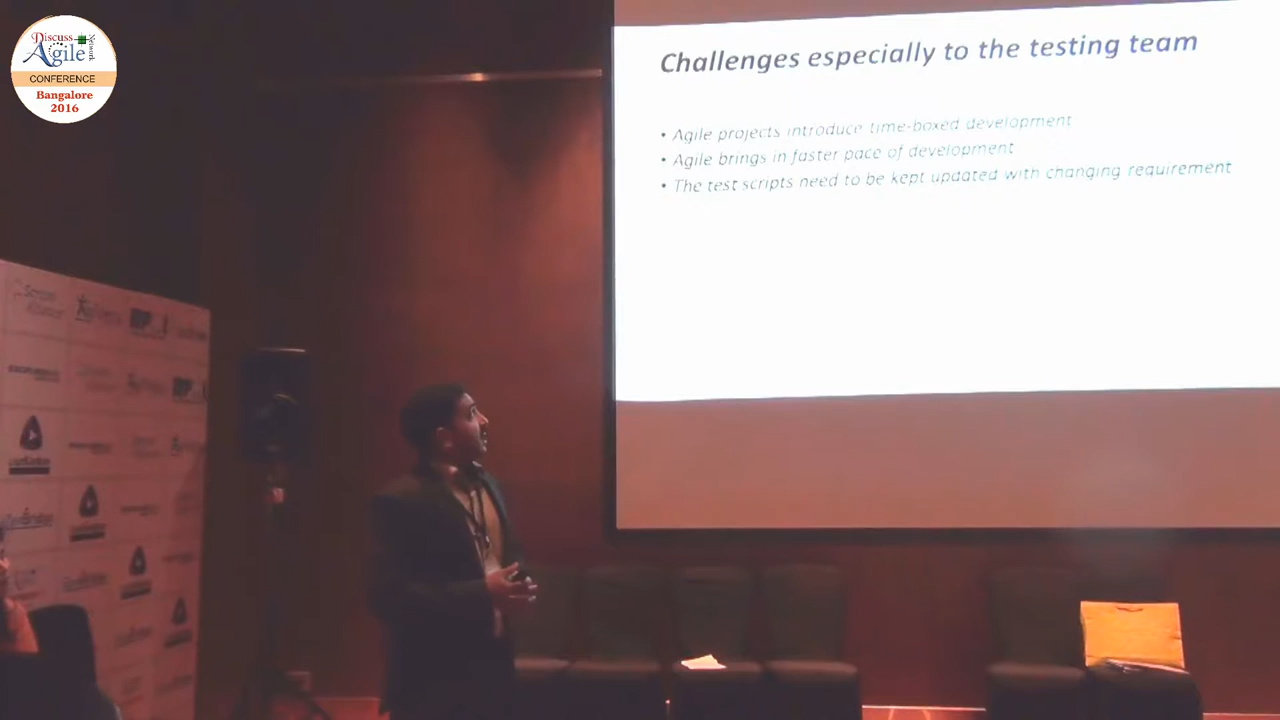 Discuss
Agile
Network
CONFERENCE
Bangalore
2016
Challenges especially to the testing team
• Agile projects introduce time-boxed development
• Agile brings in faster pace of development
• The test scripts need to be kept updated with changing requirement